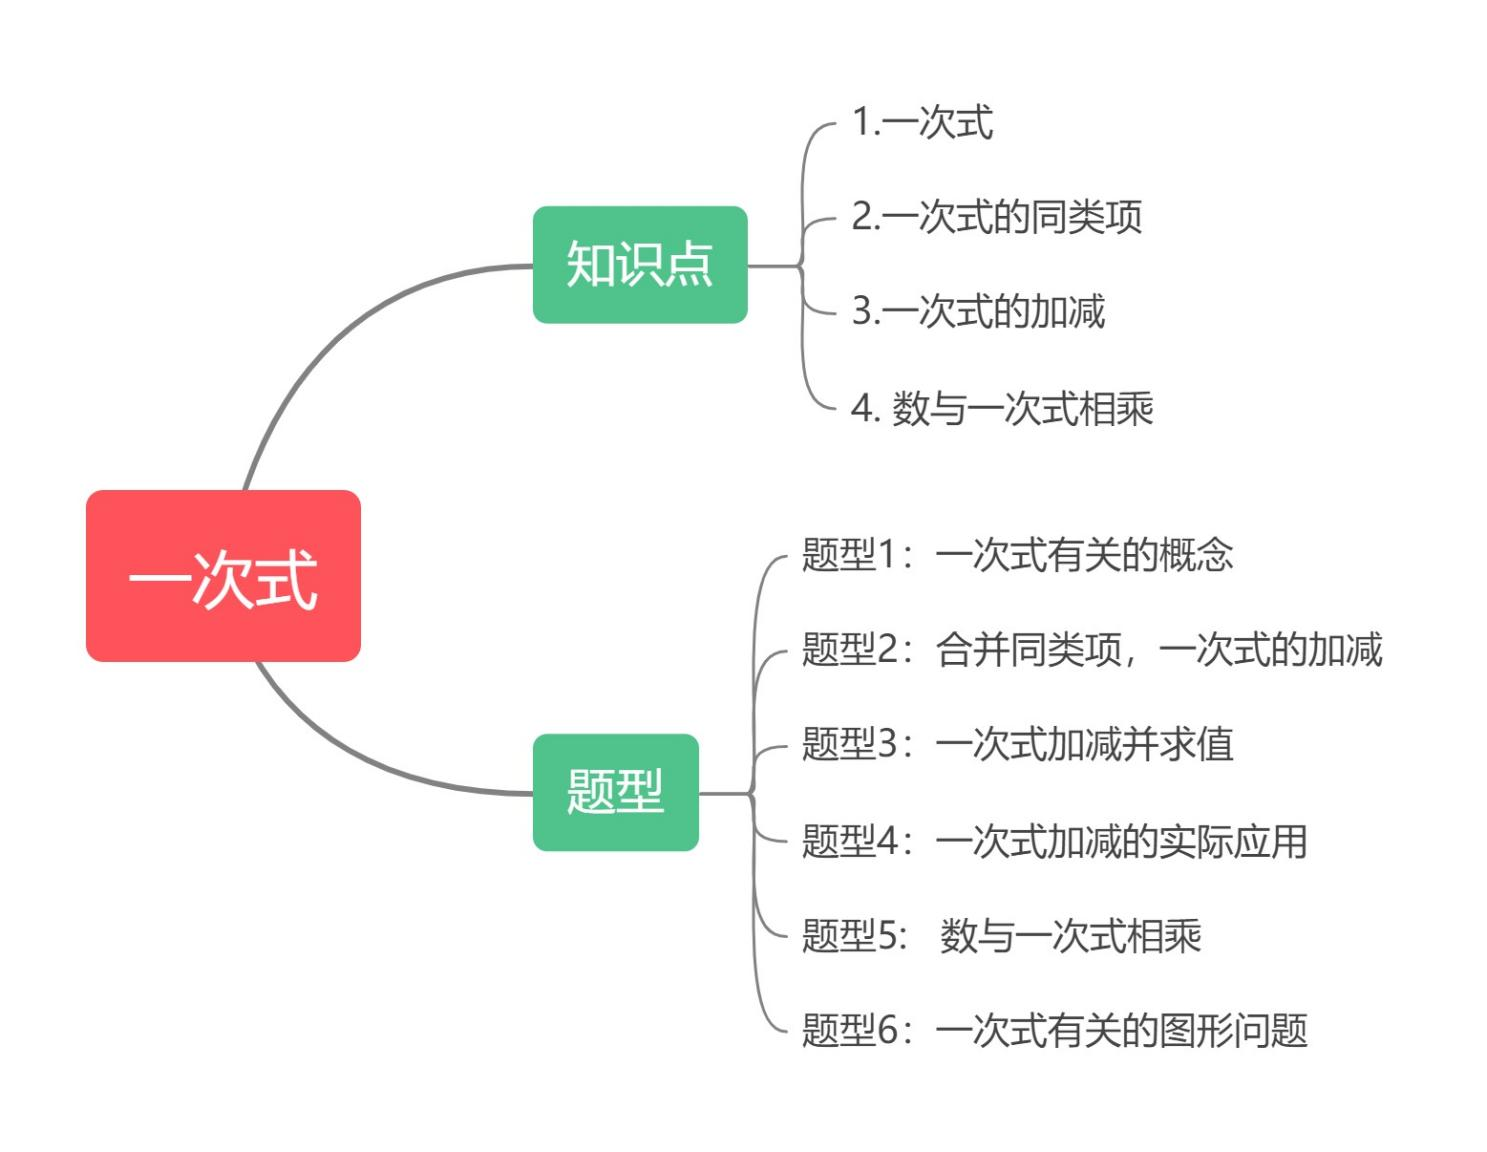 一次式
知识点
1.一次式
2.一次式的同类项
3.一次式的加减
4. 数与一次式相乘
题型
题型1：一次式有关的概念
题型2：合并同类项，一次式的加减
题型3：一次式加减并求值
题型4：一次式加减的实际应用
题型5： 数与一次式相乘
题型6：一次式有关的图形问题